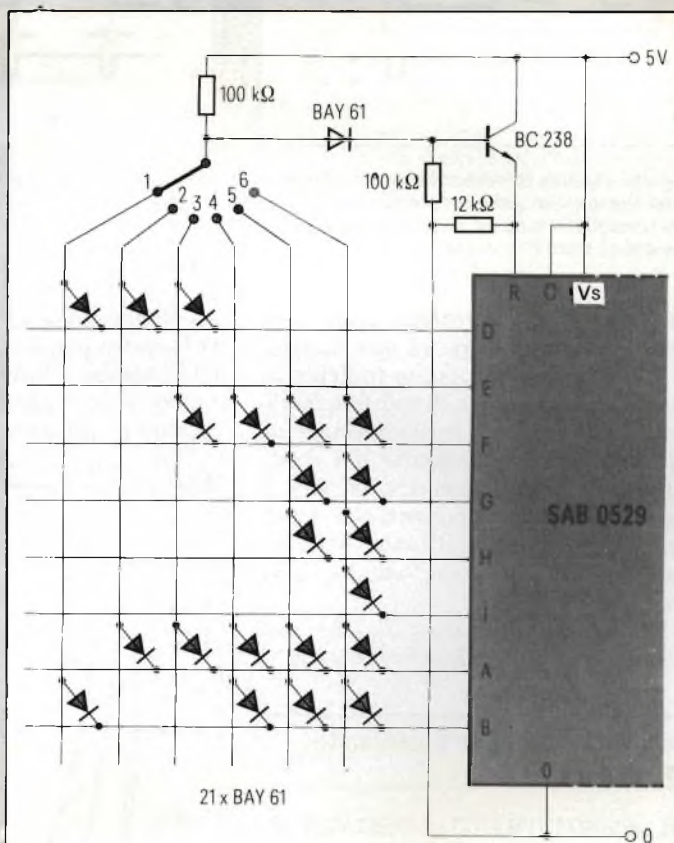 5V
100 kΩ
BAY 61
BC 238
1
2
3
4
5
6
100 kΩ
12 kΩ
R C Vs
D
E
F
G
H
I
SAB 0529
A
B
0
21 x BAY 61
0